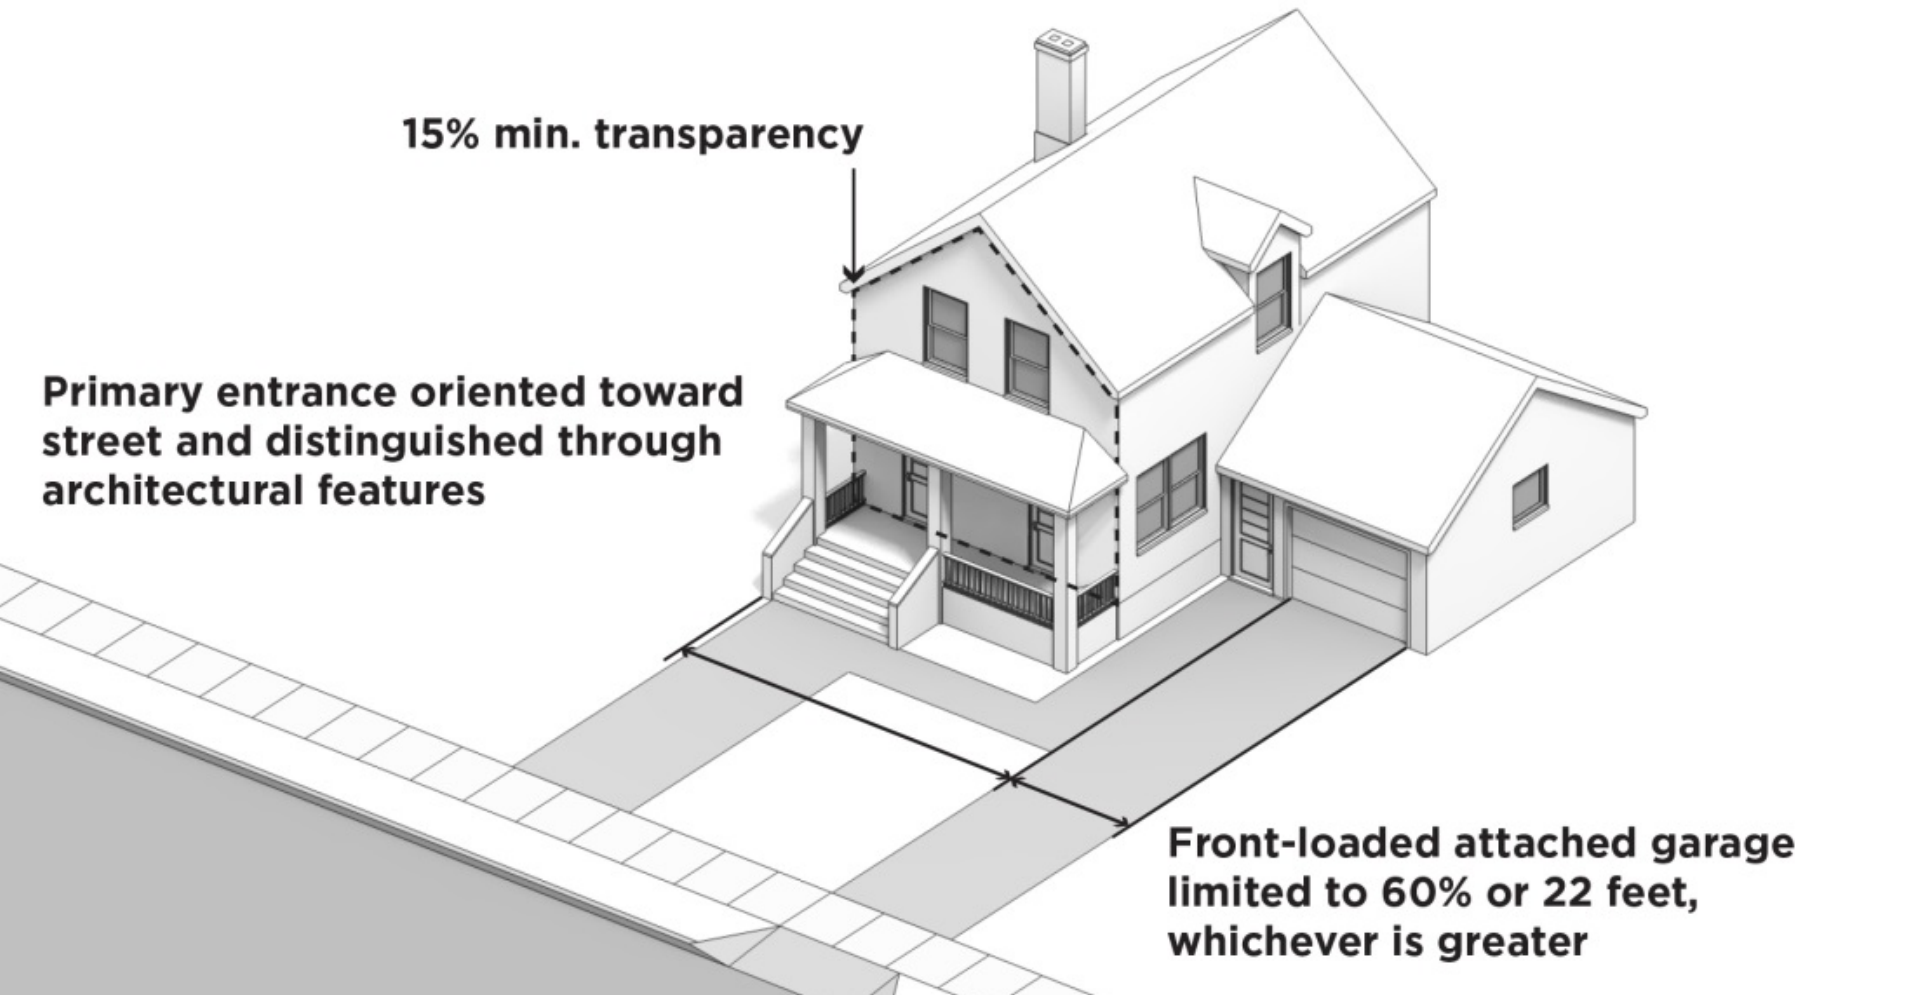 15% min. transparency
Primary entrance oriented toward
street and distinguished through
architectural features
Front-loaded attached garage
limited to 60% or 22 feet,
whichever is greater